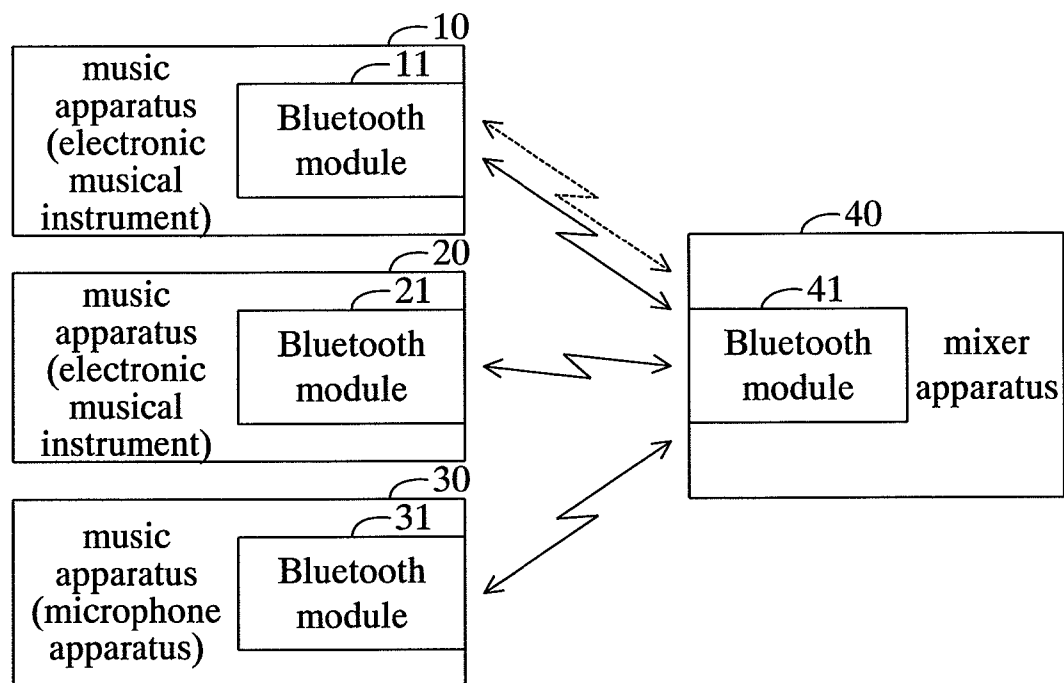 10
music
apparatus
(electronic
musical
instrument)
11
Bluetooth
module
20
music
apparatus
(electronic
musical
instrument)
21
Bluetooth
module
30
music
apparatus
(microphone
apparatus)
31
Bluetooth
module
40
41
Bluetooth
module
mixer
apparatus